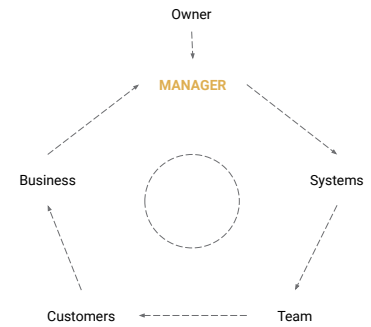 Owner
MANAGER
Business
Systems
Customers
Team